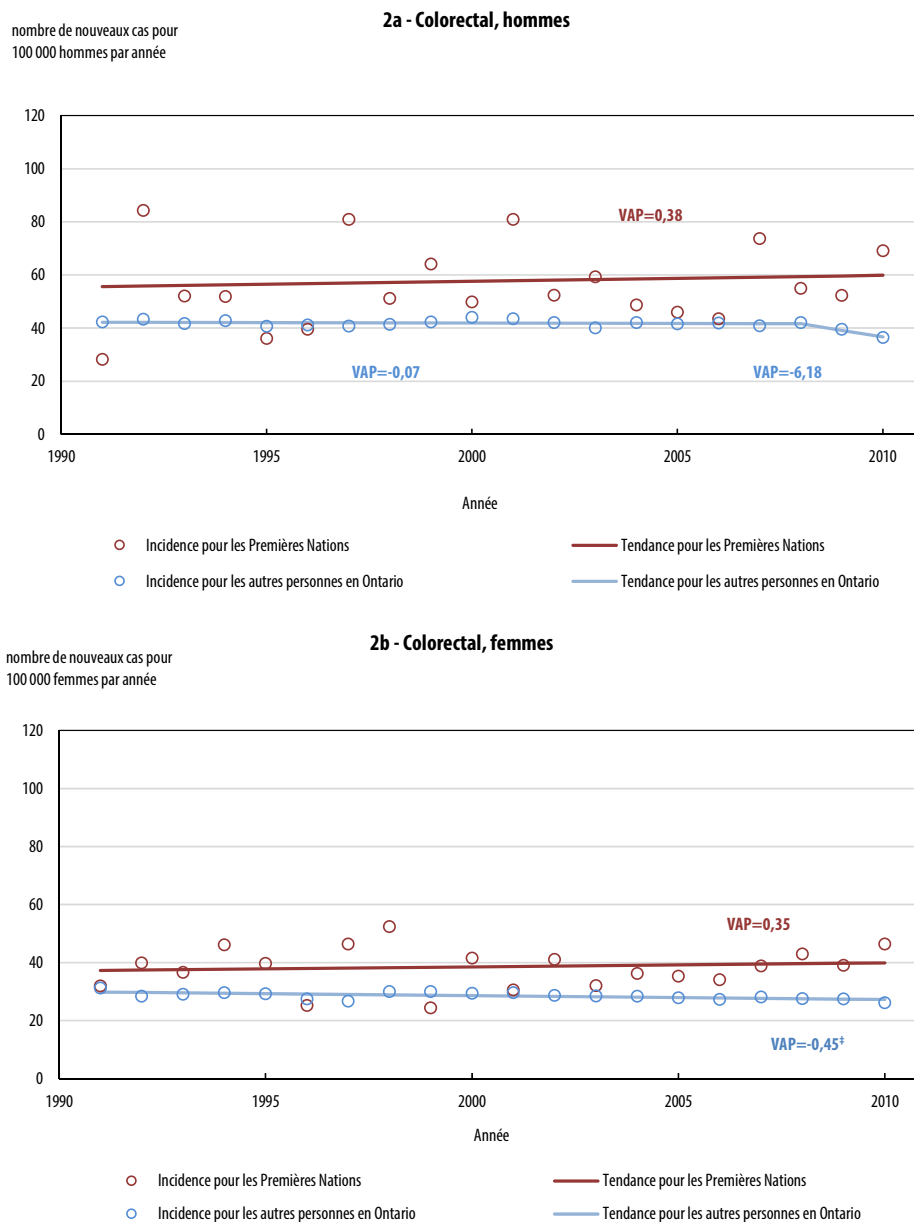 2a - Colorectal, hommes
nombre de nouveaux cas pour
100 000 hommes par année
120
100
80
60
40
20
0
VAP=0,38
VAP=-0,07
VAP=-6,18
1990
1995
2000
2005
2010
Année
Incidence pour les Premières Nations
Tendance pour les Premières Nations
Incidence pour les autres personnes en Ontario
Tendance pour les autres personnes en Ontario
2b - Colorectal, femmes
nombre de nouveaux cas pour
100 000 femmes par année
120
100
80
60
40
20
0
VAP=0,35
VAP=-0,45‡
1990
1995
2000
2005
2010
Année
Incidence pour les Premières Nations
Tendance pour les Premières Nations
Incidence pour les autres personnes en Ontario
Tendance pour les autres personnes en Ontario